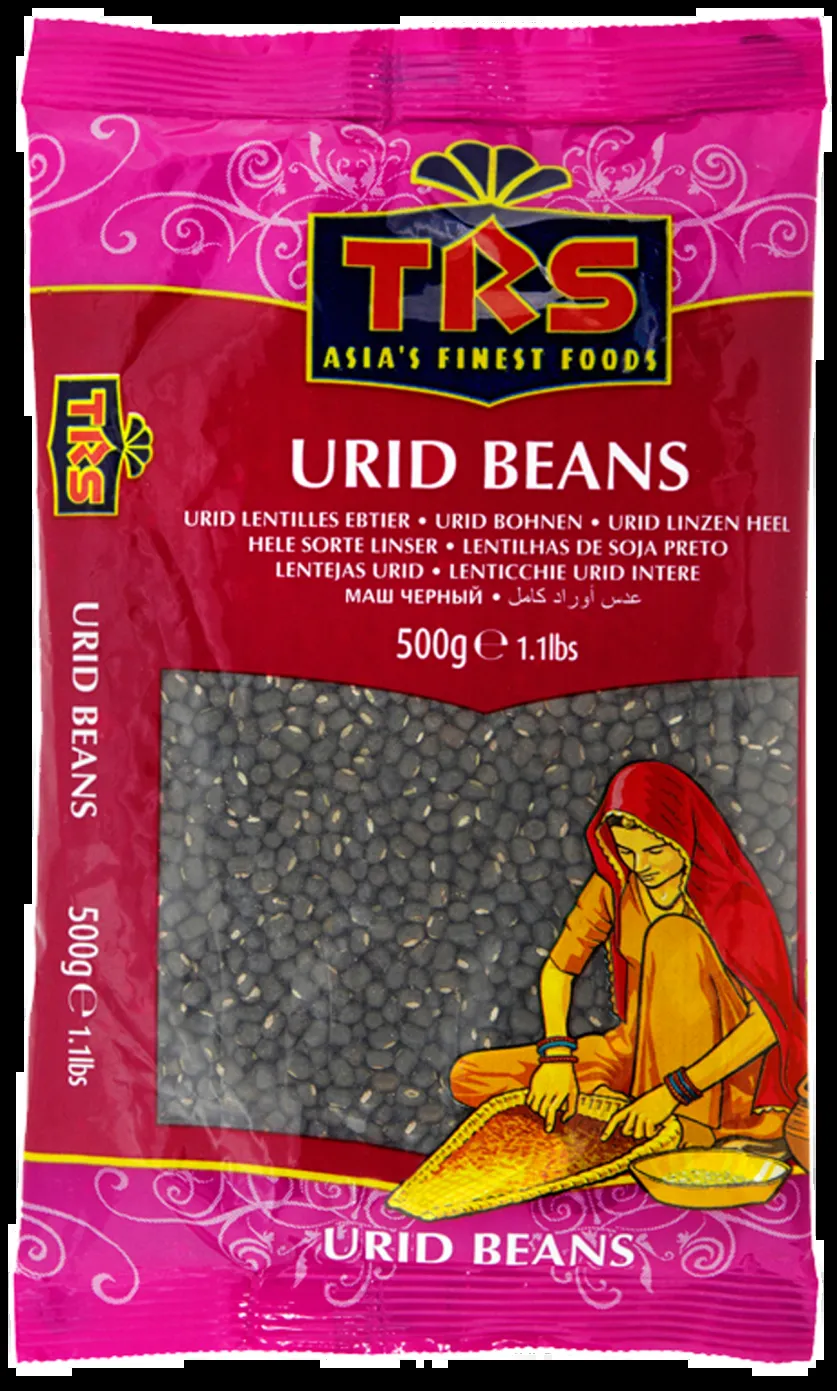 TRS
ASIA'S FINEST FOODS
TRS
URID BEANS
URID LENTILLES EBTIER • URID BOHNEN • URID LINZEN HEEL
HELE SORTE LINSER • LENTILHAS DE SOJA PRETO
LENTEJAS URID • LENTICCHIE URID INTERE
МАШ ЧЕРНЫЙ • عدس أوراد كامل
500g e 1.1lbs
URID BEANS 500g e 1.1lbs
URID BEANS